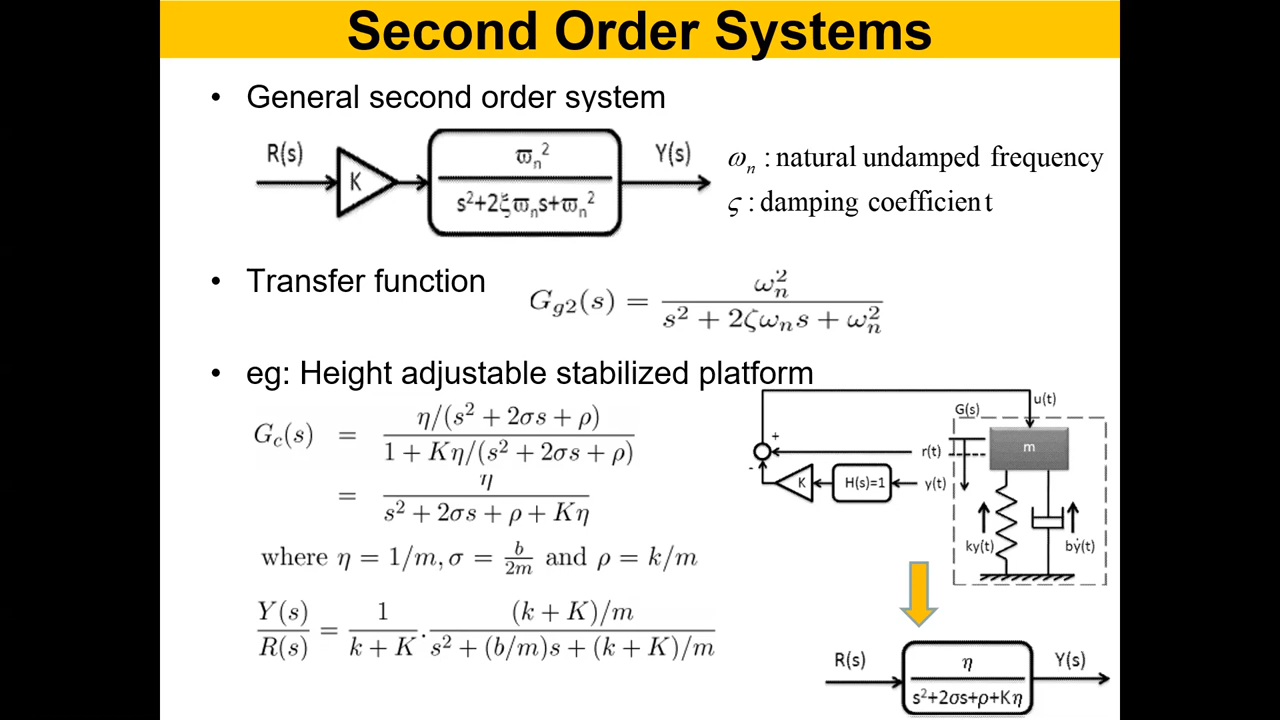 Second Order Systems
• General second order system
R(s) K ϖn² Y(s)
s²+2ξϖns+ϖn²
ωn : natural undamped frequency
ς : damping coefficient
• Transfer function Gg2(s) = ωn² / (s² + 2ζωns + ωn²)
• eg: Height adjustable stabilized platform
Gc(s) = η/(s² + 2σs + ρ) / (1 + Kη/(s² + 2σs + ρ))
= η / (s² + 2σs + ρ + Kη)
where η = 1/m, σ = b/2m and ρ = k/m
Y(s)/R(s) = 1/(k + K) . (k + K)/m / (s² + (b/m)s + (k + K)/m)
u(t)
G(s)
+
m
r(t)
-
K H(s)=1 y(t)
ky(t) bẏ(t)
R(s) η Y(s)
s²+2σs+ρ+Kη